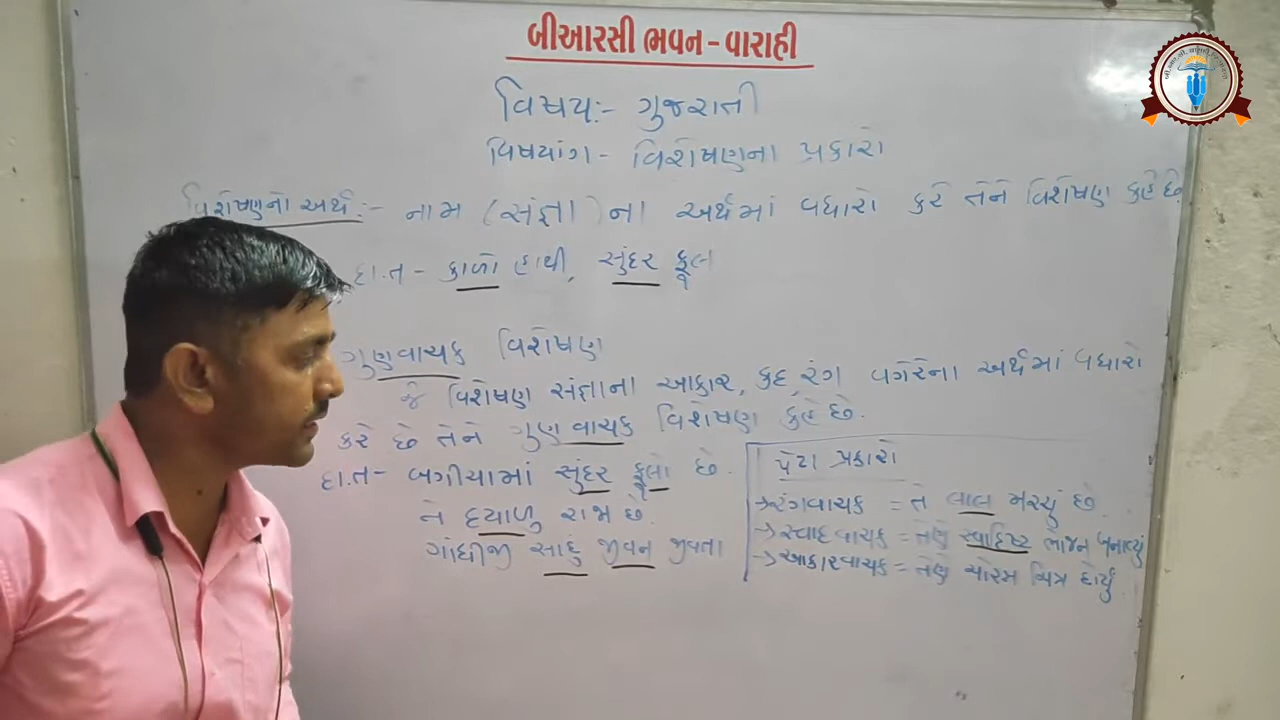 બીઆરસી ભવન - વારાહી
વિષય:- ગુજરાતી
વિષયાંગ - વિશેષણના પ્રકારો
વિશેષણનો અર્થ:- નામ (સંજ્ઞા) ના અર્થમાં વધારો કરે તેને વિશેષણ કહે છે.
દા.ત - કાળો હાથી, સુંદર ફૂલ
ગુણવાચક વિશેષણ
જે વિશેષણ સંજ્ઞાના આકાર, કદ, રંગ વગેરેના અર્થમાં વધારો
કરે છે તેને ગુણવાચક વિશેષણ કહે છે.
દા.ત - બગીચામાં સુંદર ફૂલો છે.
તે દયાળુ રાજા છે.
ગાંધીજી સાદું જીવન જીવતા
પેટા પ્રકારો
→ રંગવાચક = તે લાલ મરચું છે.
→ સ્વાદવાચક = તેણે સ્વાદિષ્ટ ભોજન બનાવ્યું
→ આકારવાચક = તેણે ચોરસ ચિત્ર દોર્યું.